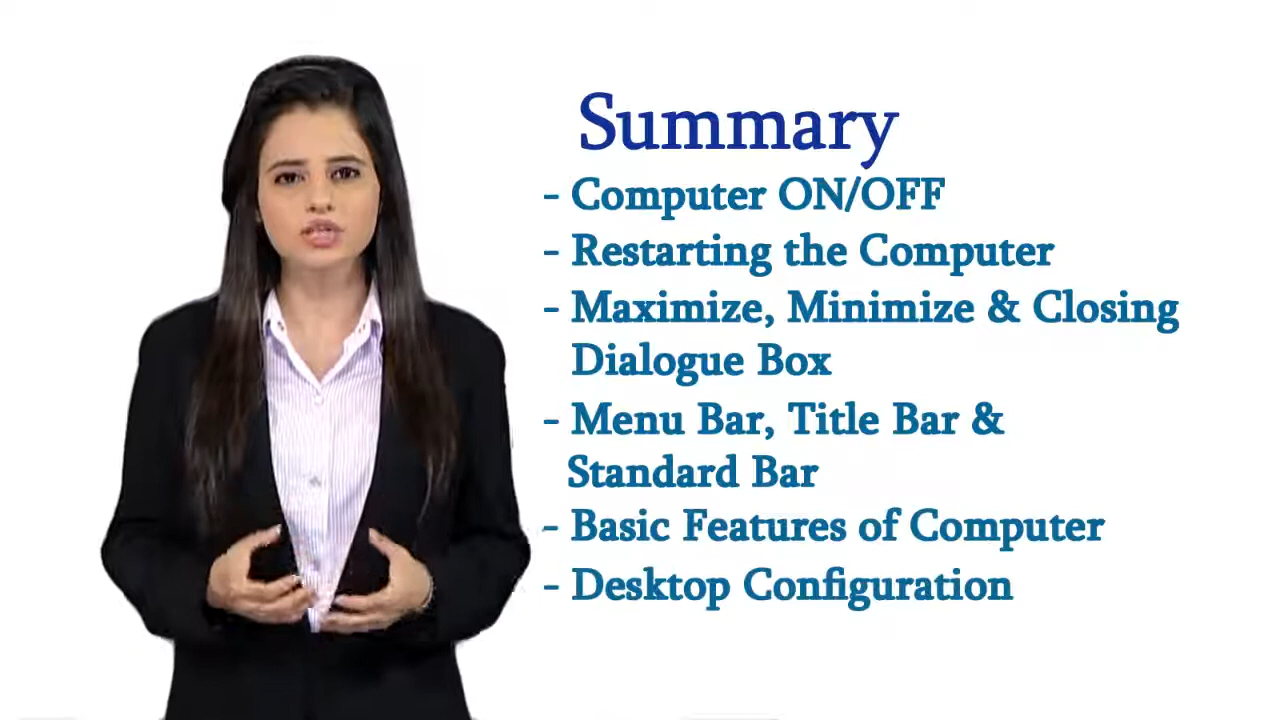 Summary
- Computer ON/OFF
- Restarting the Computer
- Maximize, Minimize & Closing
Dialogue Box
- Menu Bar, Title Bar &
Standard Bar
- Basic Features of Computer
- Desktop Configuration